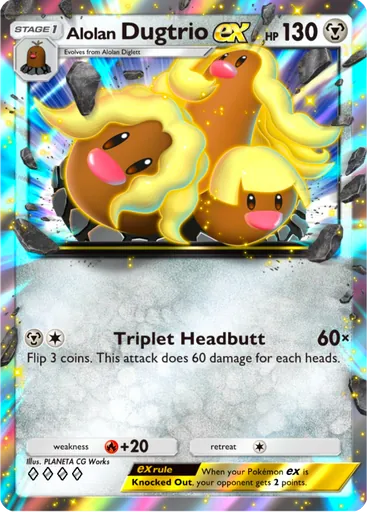 STAGE 1
Alolan Dugtrio ex HP 130
Evolves from Alolan Diglett
Triplet Headbutt 60×
Flip 3 coins. This attack does 60 damage for each heads.
weakness +20 retreat
Illus. PLANETA CG Works
ex rule When your Pokémon ex is
Knocked Out, your opponent gets 2 points.